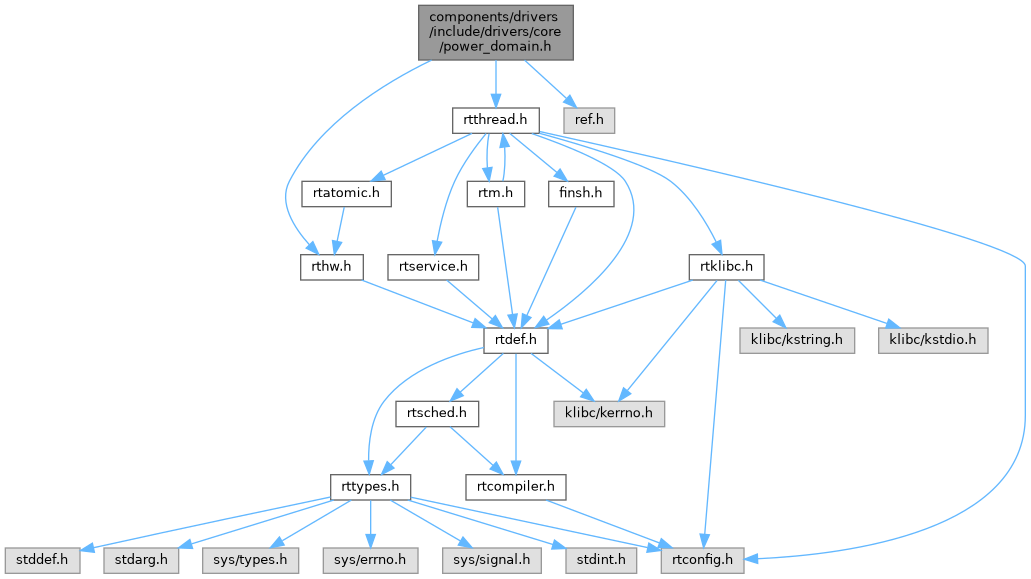 components/drivers
/include/drivers/core
/power_domain.h
rtthread.h
ref.h
rtatomic.h
rtm.h
finsh.h
rthw.h
rtservice.h
rtklibc.h
rtdef.h
klibc/kstring.h
klibc/kstdio.h
rtsched.h
klibc/kerrno.h
rttypes.h
rtcompiler.h
stddef.h
stdarg.h
sys/types.h
sys/errno.h
sys/signal.h
stdint.h
rtconfig.h